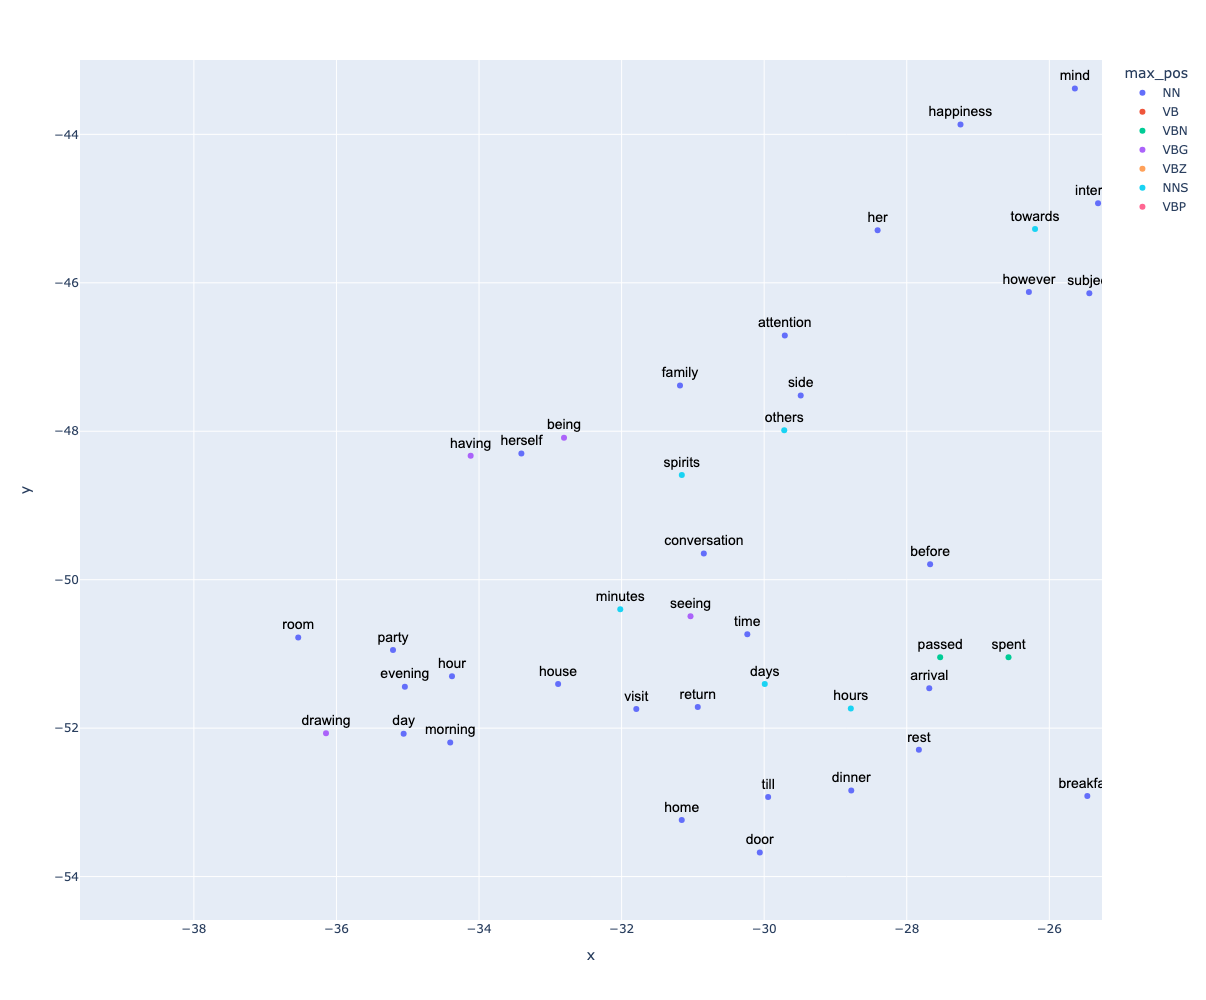 max_pos
NN
VB
VBN
VBG
VBZ
NNS
VBP
mind
happiness
−44
inter
towards
her
−46
however subjec
attention
family
side
others
being
−48
having herself
spirits
y
conversation
before
−50
minutes
seeing
time
room
party
passed spent
hour
evening
house
days
arrival
visit return hours
drawing day
morning
−52
rest
dinner
till
breakfa
home
door
−54
−38 −36 −34 −32 −30 −28 −26
x